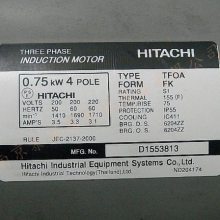 THREE PHASE
INDUCTION MOTOR
HITACHI
0.75 kW 4 POLE
VOLTS 200 200 220
Hz 50 60 60
min⁻¹ 1410 1690 1710
AMP. 3.5 3.3 3.1
RULE JEC-2137-2000
TYPE TFOA
FORM FK
RATING S1
THERMAL 155 (F)
TEMP.RISE 75
PROTECTION IP55
COOLING IC411
BRG. D.S. 6204ZZ
BRG. O.S. 6204ZZ
MFG. No. D1553813
Hitachi Industrial Equipment Systems Co., Ltd.
Hitachi Industrial Technology(Thailand),Ltd.
ND204174